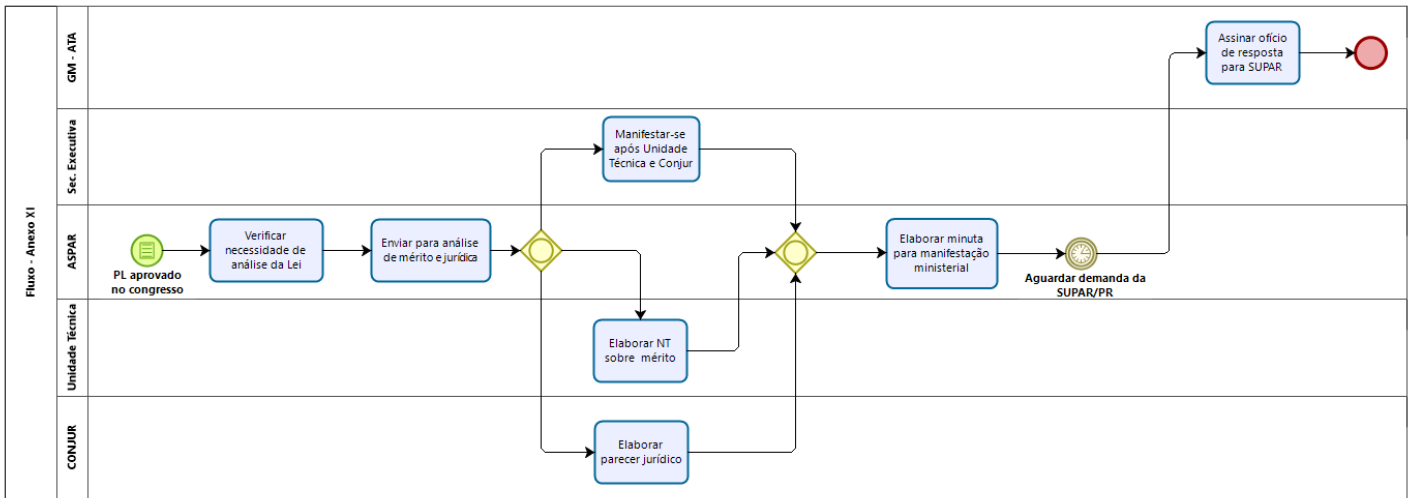 Fluxo - Anexo XI
GM - ATA
Assinar ofício
de resposta
para SUPAR
Sec. Executiva
Manifestar-se
após Unidade
Técnica e Conjur
ASPAR
PL aprovado
no congresso
Verificar
necessidade de
análise da Lei
Enviar para análise
de mérito e jurídica
Elaborar minuta
para manifestação
ministerial
Aguardar demanda da
SUPAR/PR
Unidade Técnica
Elaborar NT
sobre mérito
CONJUR
Elaborar
parecer jurídico